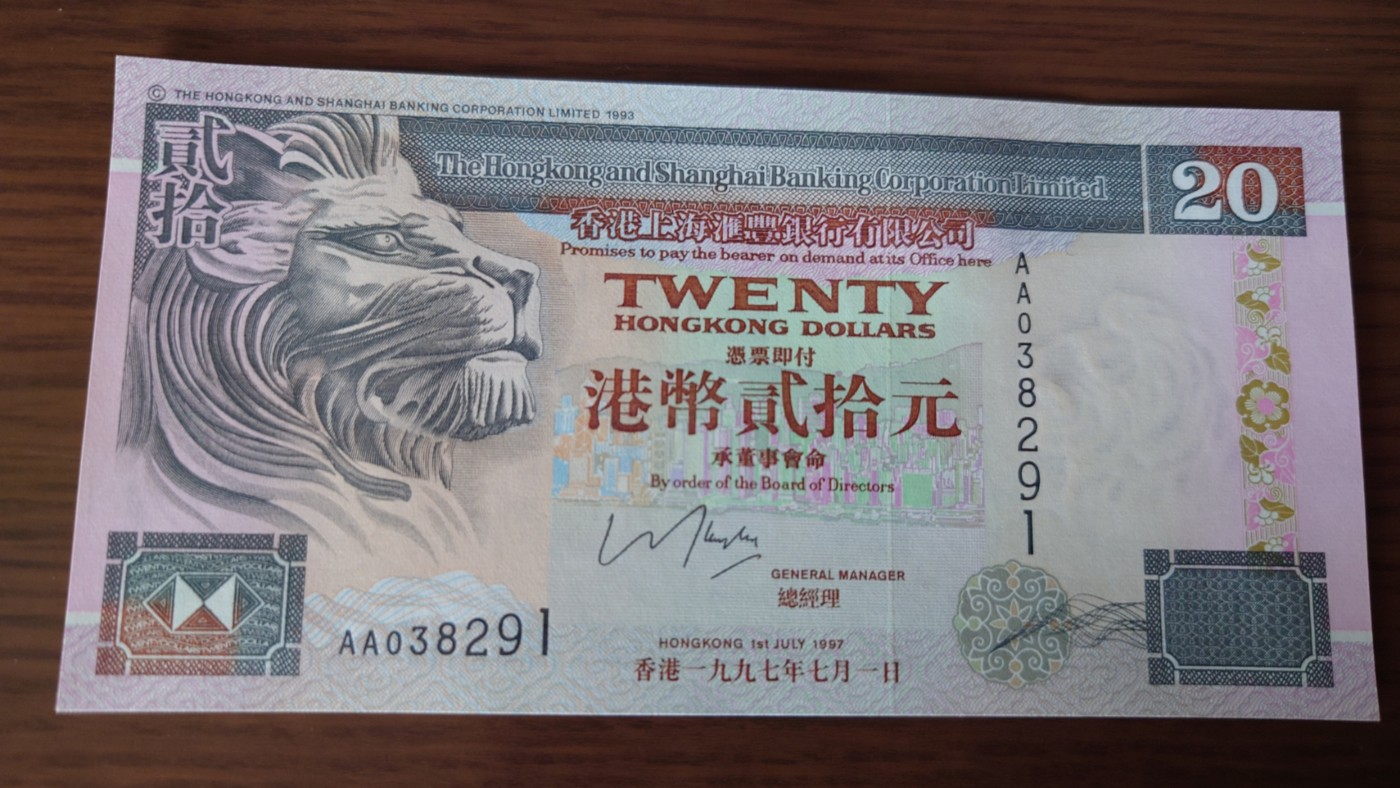 © THE HONGKONG AND SHANGHAI BANKING CORPORATION LIMITED 1993
貳拾
The Hongkong and Shanghai Banking Corporation Limited
20
香港上海滙豐銀行有限公司
Promises to pay the bearer on demand at its Office here
TWENTY
HONGKONG DOLLARS
憑票即付
港幣貳拾元
承董事會命
By order of the Board of Directors
AA038291
GENERAL MANAGER
總經理
AA038291
HONGKONG 1st JULY 1997
香港一九九七年七月一日